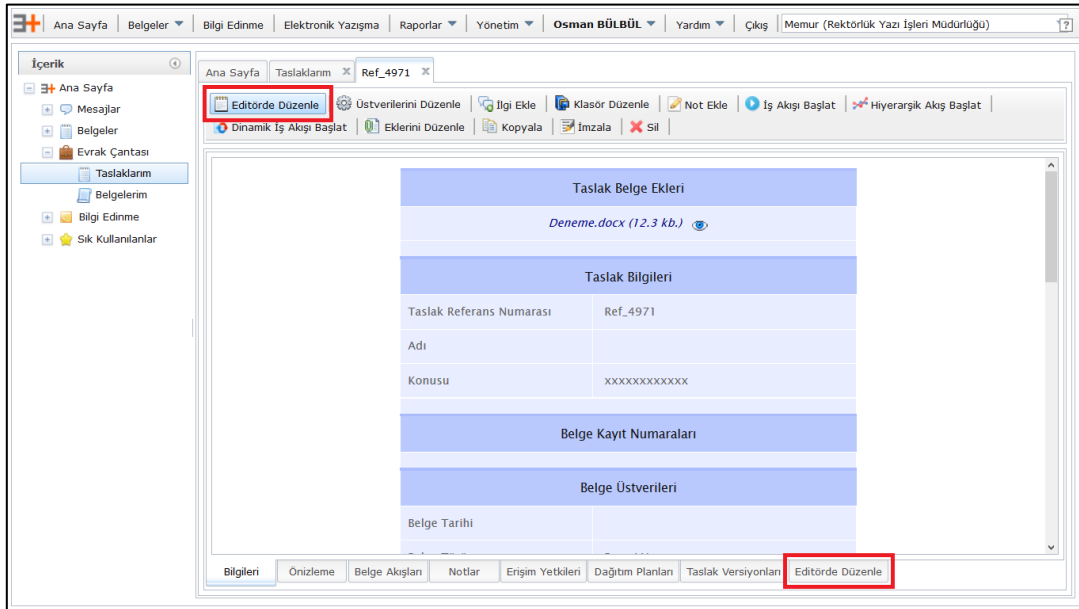 Ana Sayfa Belgeler Bilgi Edinme Elektronik Yazışma Raporlar Yönetim Osman BÜLBÜL Yardım Çıkış Memur (Rektörlük Yazı İşleri Müdürlüğü) ?
İçerik
Ana Sayfa
Mesajlar
Belgeler
Evrak Çantası
Taslaklarım
Belgelerim
Bilgi Edinme
Sık Kullanılanlar
Ana Sayfa Taslaklarım Ref_4971
Editörde Düzenle Üstverilerini Düzenle İlgi Ekle Klasör Düzenle Not Ekle İş Akışı Başlat Hiyerarşik Akış Başlat
Dinamik İş Akışı Başlat Eklerini Düzenle Kopyala İmzala Sil
Taslak Belge Ekleri
Deneme.docx (12.3 kb.)
Taslak Bilgileri
Taslak Referans Numarası Ref_4971
Adı
Konusu xxxxxxxxxxxx
Belge Kayıt Numaraları
Belge Üstverileri
Belge Tarihi
Bilgileri Önizleme Belge Akışları Notlar Erişim Yetkileri Dağıtım Planları Taslak Versiyonları Editörde Düzenle